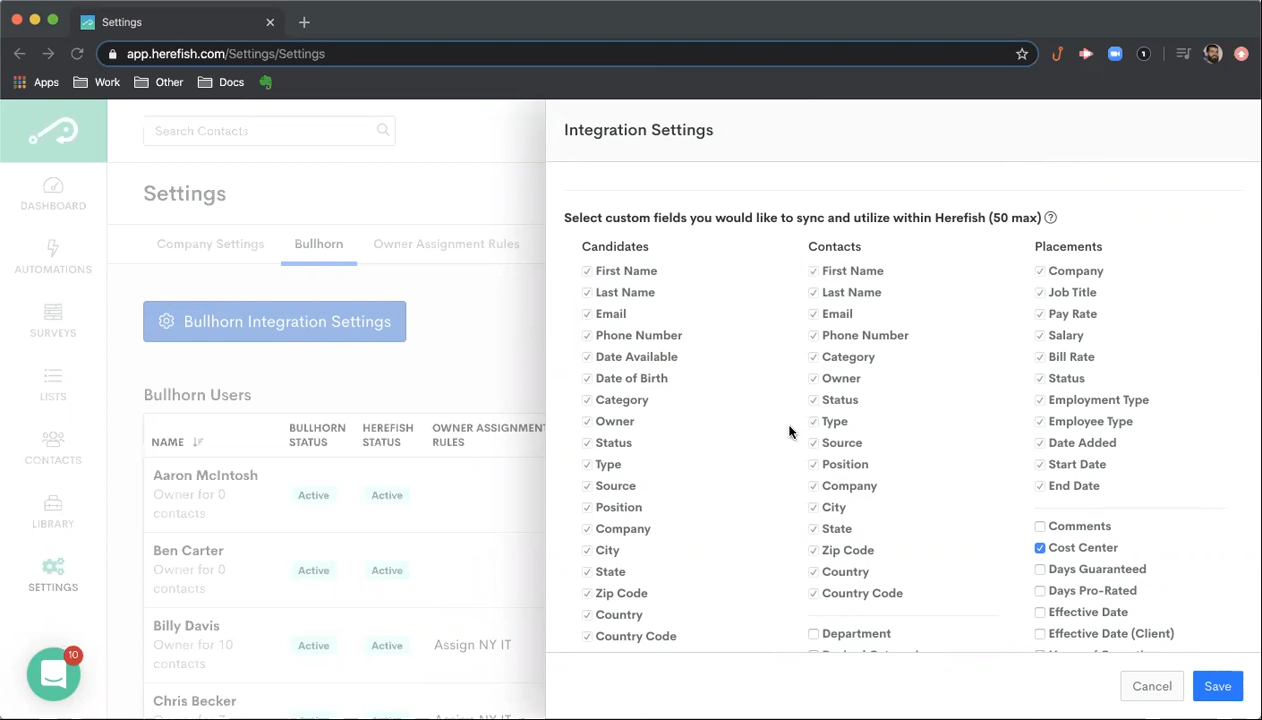 Settings
app.herefish.com/Settings/Settings
Apps Work Other Docs
Search Contacts
Settings
Company Settings Bullhorn Owner Assignment Rules
Bullhorn Integration Settings
Bullhorn Users
NAME BULLHORN STATUS HEREFISH STATUS OWNER ASSIGNMENT RULES
Aaron McIntosh
Owner for 0 contacts
Active Active
Ben Carter
Owner for 0 contacts
Active Active
Billy Davis
Owner for 10 contacts
Active Active Assign NY IT
Chris Becker
DASHBOARD
AUTOMATIONS
SURVEYS
LISTS
CONTACTS
LIBRARY
SETTINGS
10
1
Integration Settings
Select custom fields you would like to sync and utilize within Herefish (50 max) ?
Candidates
First Name
Last Name
Email
Phone Number
Date Available
Date of Birth
Category
Owner
Status
Type
Source
Position
Company
City
State
Zip Code
Country
Country Code
Contacts
First Name
Last Name
Email
Phone Number
Category
Owner
Status
Type
Source
Position
Company
City
State
Zip Code
Country
Country Code
Department
Placements
Company
Job Title
Pay Rate
Salary
Bill Rate
Status
Employment Type
Employee Type
Date Added
Start Date
End Date
Comments
Cost Center
Days Guaranteed
Days Pro-Rated
Effective Date
Effective Date (Client)
Cancel Save